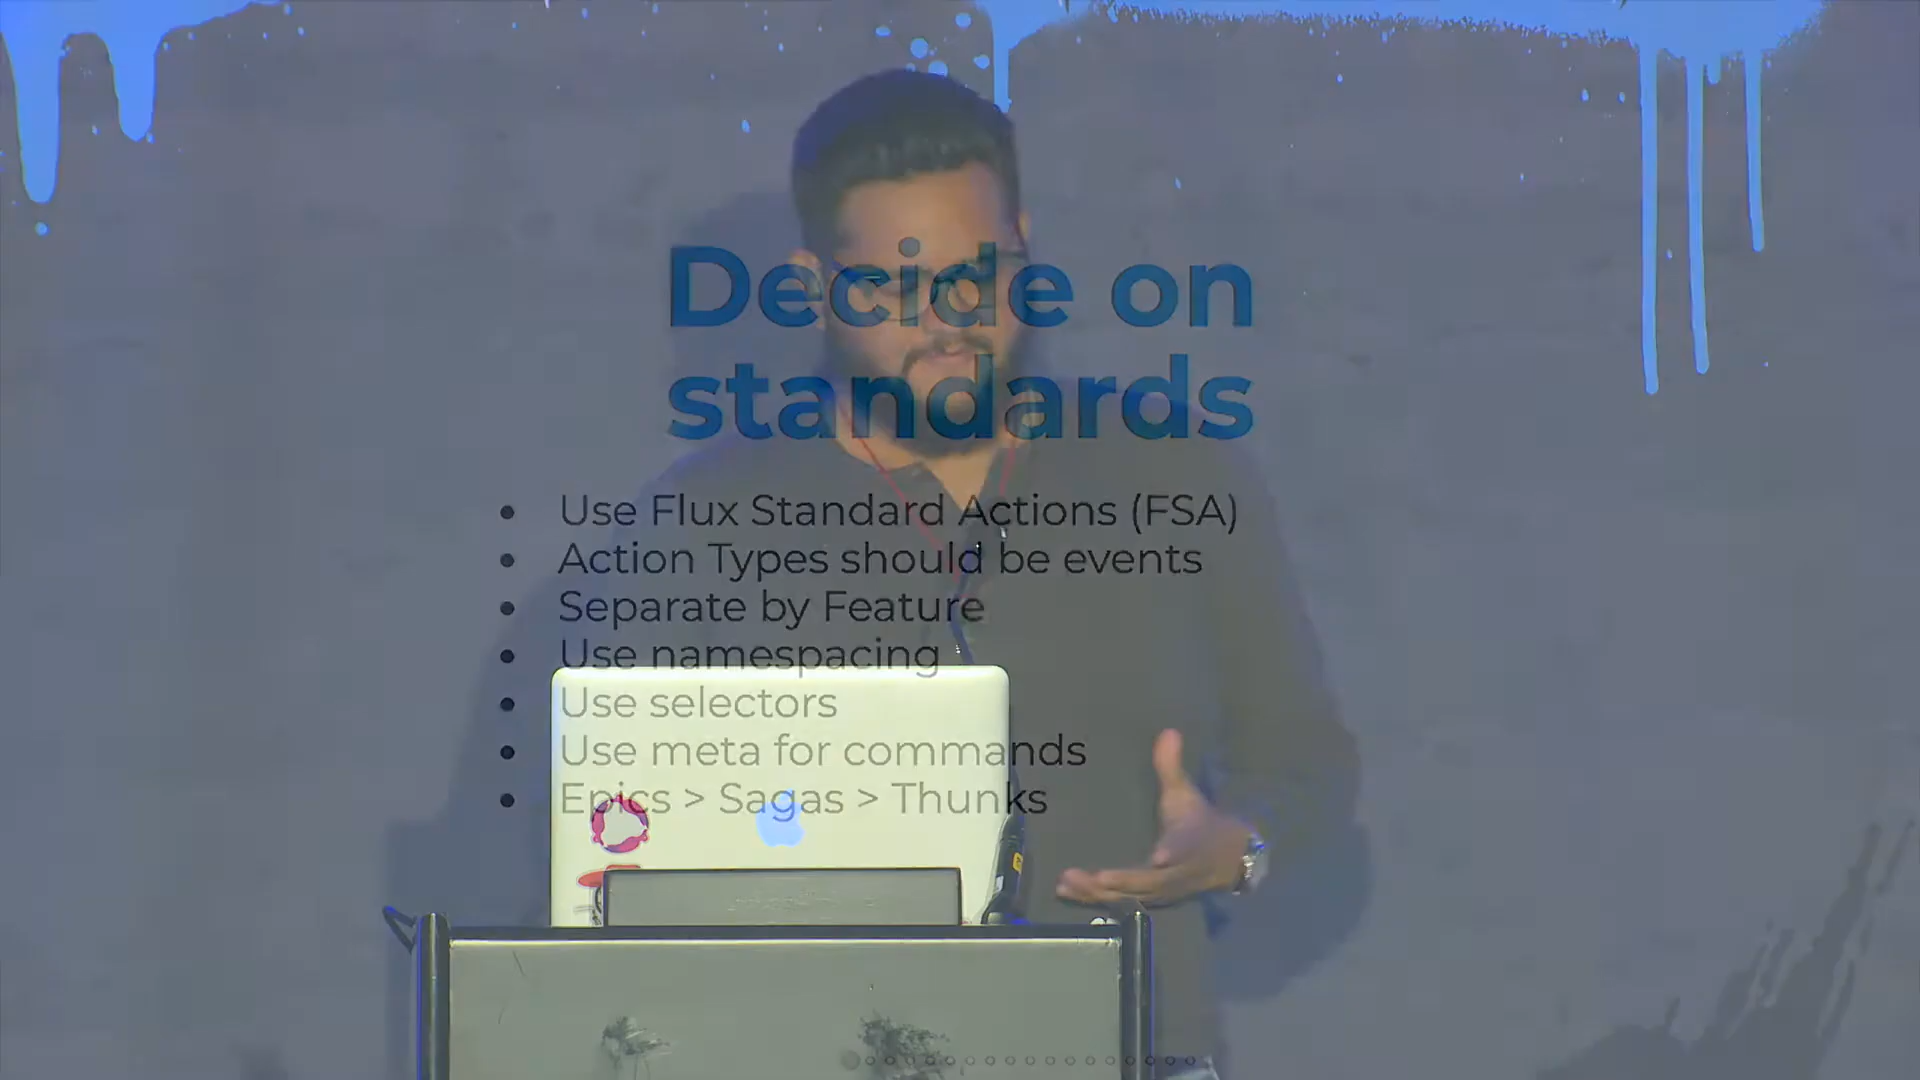 Decide on
standards
• Use Flux Standard Actions (FSA)
• Action Types should be events
• Separate by Feature
• Use namespacing
• Use selectors
• Use meta for commands
• Epics > Sagas > Thunks